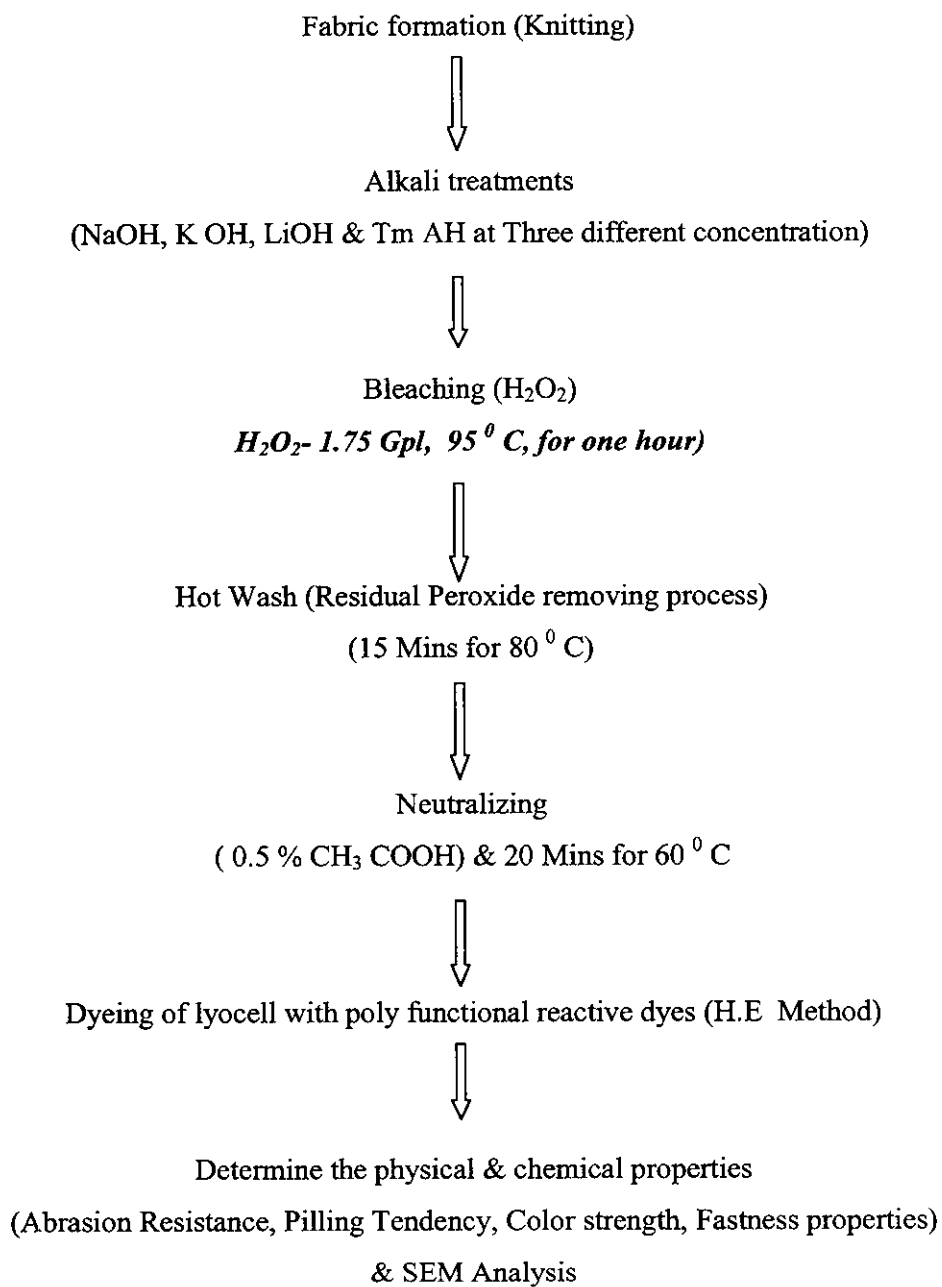 Fabric formation (Knitting)
Alkali treatments
(NaOH, K OH, LiOH & Tm AH at Three different concentration)
Bleaching (H₂O₂)
H₂O₂- 1.75 Gpl, 95 ⁰ C, for one hour)
Hot Wash (Residual Peroxide removing process)
(15 Mins for 80 ⁰ C)
Neutralizing
( 0.5 % CH₃ COOH) & 20 Mins for 60 ⁰ C
Dyeing of lyocell with poly functional reactive dyes (H.E Method)
Determine the physical & chemical properties
(Abrasion Resistance, Pilling Tendency, Color strength, Fastness properties)
& SEM Analysis